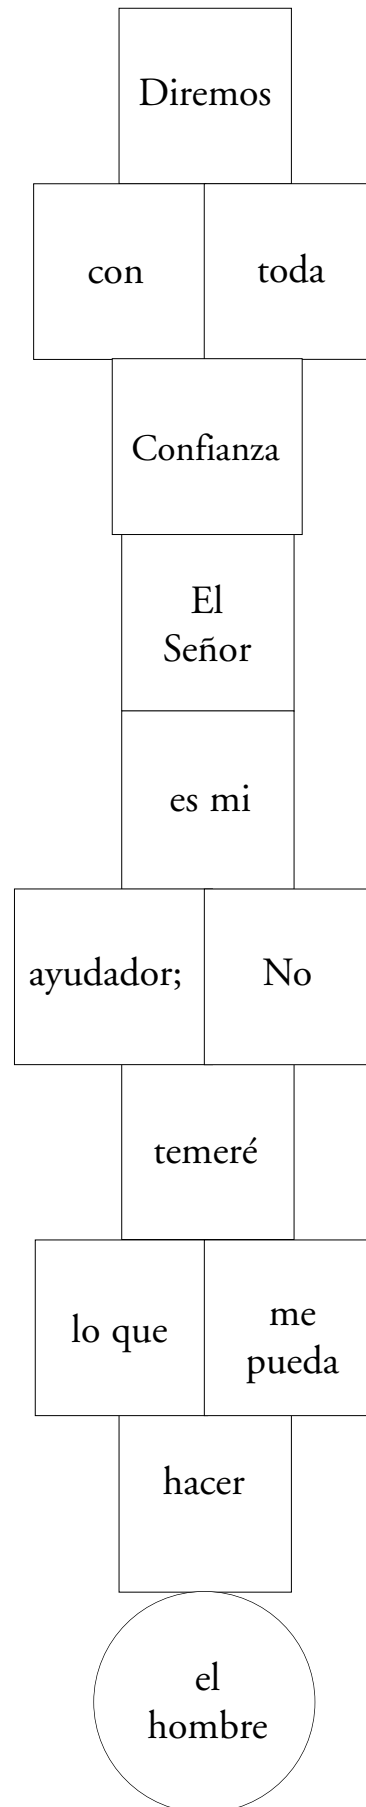 Diremos
con toda
Confianza
El
Señor
es mi
ayudador; No
temeré
lo que
me
pueda
hacer
el
hombre